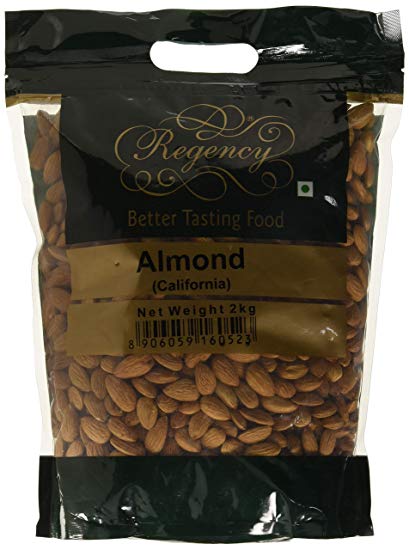 Regency®
Better Tasting Food
Almond
(California)
Net Weight 2kg
8 906059 160523